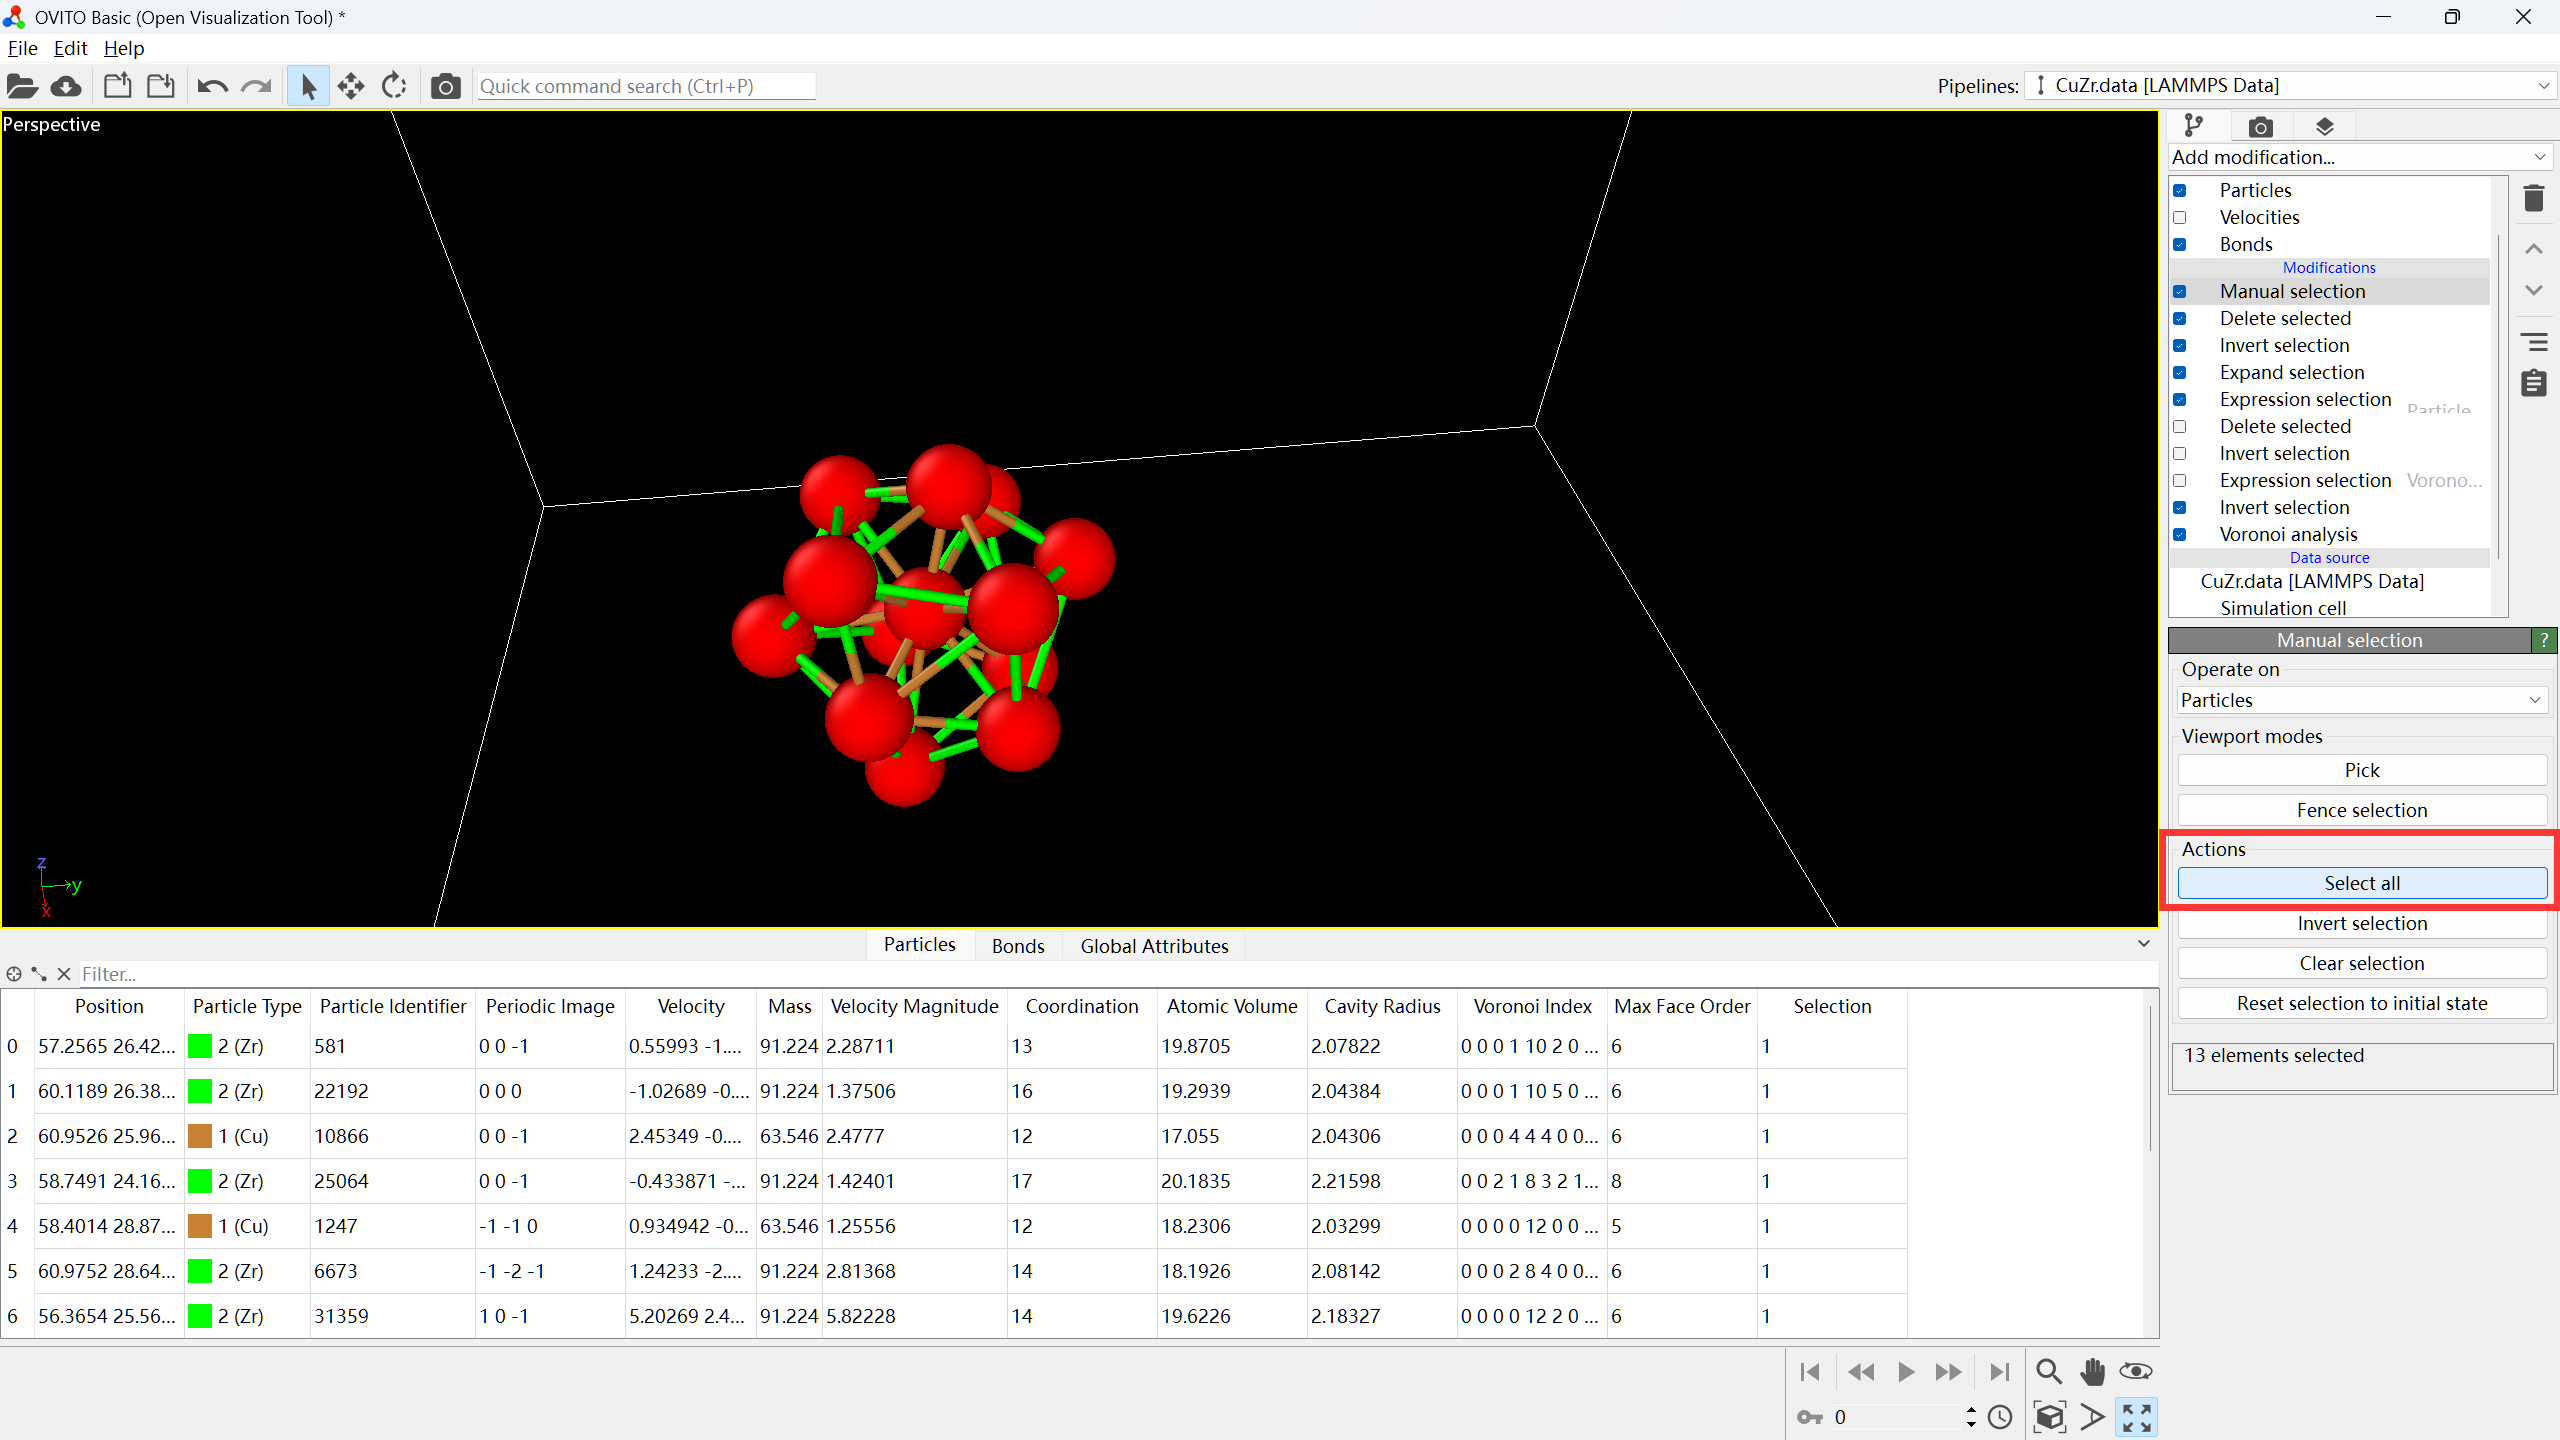 OVITO Basic (Open Visualization Tool) *
File Edit Help
Quick command search (Ctrl+P)
Pipelines: CuZr.data [LAMMPS Data]
Perspective
z
y
x
Add modification...
Particles
Velocities
Bonds
Modifications
Manual selection
Delete selected
Invert selection
Expand selection
Expression selection Particle
Delete selected
Invert selection
Expression selection Vorono...
Invert selection
Voronoi analysis
Data source
CuZr.data [LAMMPS Data]
Simulation cell
Manual selection ?
Operate on
Particles
Viewport modes
Pick
Fence selection
Actions
Select all
Invert selection
Clear selection
Reset selection to initial state
13 elements selected
Particles Bonds Global Attributes
Filter...
Position Particle Type Particle Identifier Periodic Image Velocity Mass Velocity Magnitude Coordination Atomic Volume Cavity Radius Voronoi Index Max Face Order Selection
0 57.2565 26.42... 2 (Zr) 581 0 0 -1 0.55993 -1.... 91.224 2.28711 13 19.8705 2.07822 0 0 0 1 10 2 0 ... 6 1
1 60.1189 26.38... 2 (Zr) 22192 0 0 0 -1.02689 -0.... 91.224 1.37506 16 19.2939 2.04384 0 0 0 1 10 5 0 ... 6 1
2 60.9526 25.96... 1 (Cu) 10866 0 0 -1 2.45349 -0.... 63.546 2.4777 12 17.055 2.04306 0 0 0 4 4 4 0 0... 6 1
3 58.7491 24.16... 2 (Zr) 25064 0 0 -1 -0.433871 -... 91.224 1.42401 17 20.1835 2.21598 0 0 2 1 8 3 2 1... 8 1
4 58.4014 28.87... 1 (Cu) 1247 -1 -1 0 0.934942 -0... 63.546 1.25556 12 18.2306 2.03299 0 0 0 0 12 0 0 ... 5 1
5 60.9752 28.64... 2 (Zr) 6673 -1 -2 -1 1.24233 -2.... 91.224 2.81368 14 18.1926 2.08142 0 0 0 2 8 4 0 0... 6 1
6 56.3654 25.56... 2 (Zr) 31359 1 0 -1 5.20269 2.4... 91.224 5.82228 14 19.6226 2.18327 0 0 0 0 12 2 0 ... 6 1
0